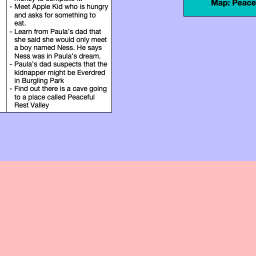 - Meet Apple Kid who is hungry
and asks for something to
eat.
- Learn from Paula's dad that
she said she would only meet
a boy named Ness. He says
Ness was in Paula's dream.
- Paula's dad suspects that the
kidnapper might be Everdred
in Burgling Park
- Find out there is a cave going
to a place called Peaceful
Rest Valley
Map: Peace